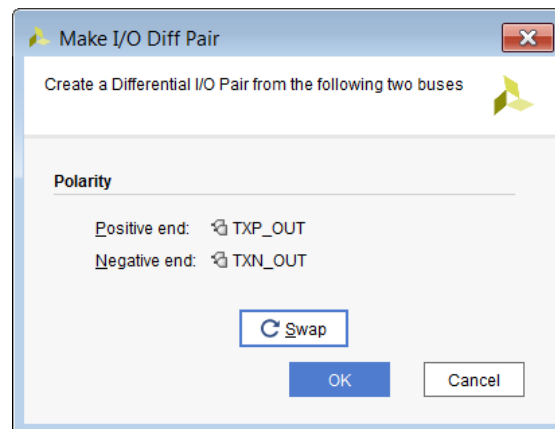 Make I/O Diff Pair
Create a Differential I/O Pair from the following two buses
Polarity
Positive end: TXP_OUT
Negative end: TXN_OUT
Swap
OK Cancel